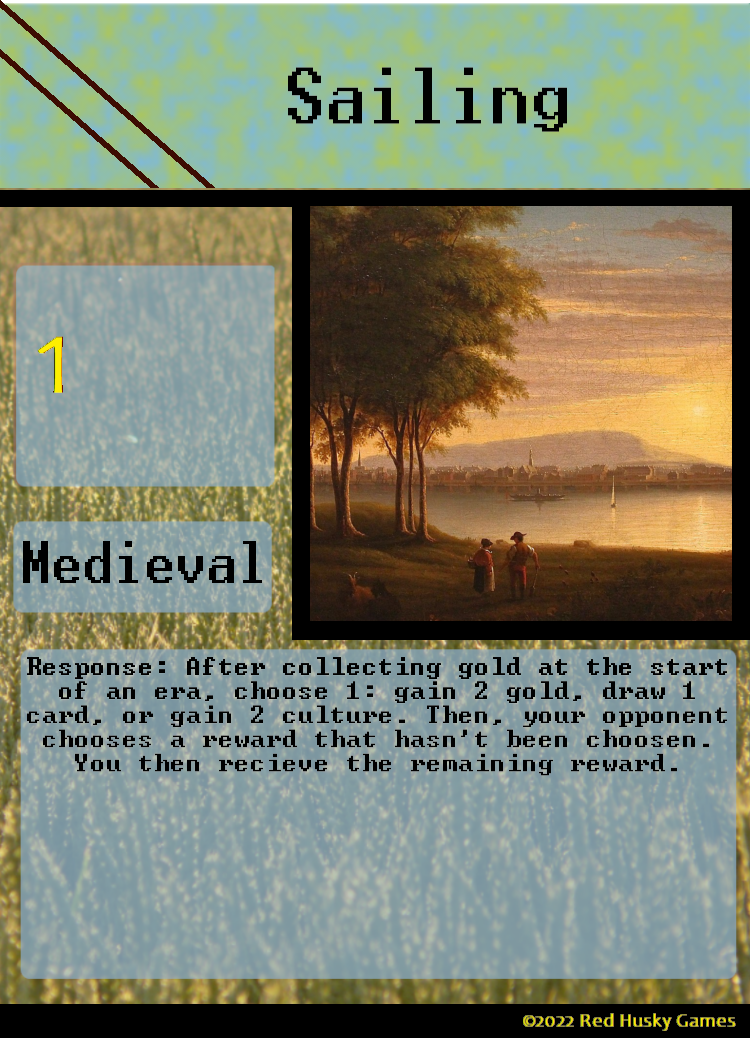 Sailing
1
Medieval
Response: After collecting gold at the start
of an era, choose 1: gain 2 gold, draw 1
card, or gain 2 culture. Then, your opponent
chooses a reward that hasn't been choosen.
You then recieve the remaining reward.
©2022 Red Husky Games